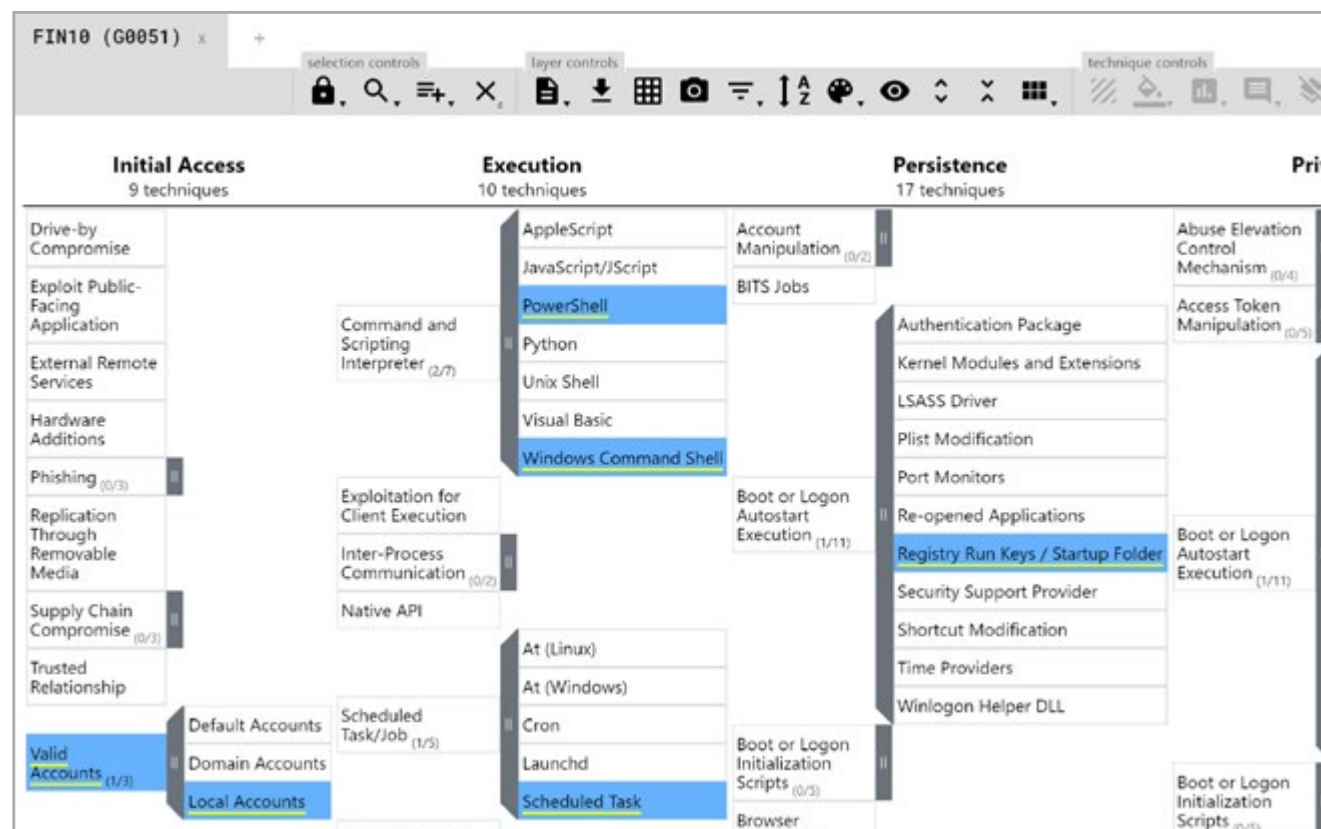 FIN10 (G0051) x +
selection controls
layer controls
technique controls
Initial Access
9 techniques
Drive-by
Compromise
Exploit Public-
Facing
Application
External Remote
Services
Hardware
Additions
Phishing (0/3)
Replication
Through
Removable
Media
Supply Chain
Compromise (0/3)
Trusted
Relationship
Valid
Accounts (1/3)
Default Accounts
Domain Accounts
Local Accounts
Execution
10 techniques
Command and
Scripting
Interpreter (2/7)
AppleScript
JavaScript/JScript
PowerShell
Python
Unix Shell
Visual Basic
Windows Command Shell
Exploitation for
Client Execution
Inter-Process
Communication (0/2)
Native API
Scheduled
Task/Job (1/5)
At (Linux)
At (Windows)
Cron
Launchd
Scheduled Task
Persistence
17 techniques
Account
Manipulation (0/2)
BITS Jobs
Boot or Logon
Autostart
Execution (1/11)
Authentication Package
Kernel Modules and Extensions
LSASS Driver
Plist Modification
Port Monitors
Re-opened Applications
Registry Run Keys / Startup Folder
Security Support Provider
Shortcut Modification
Time Providers
Winlogon Helper DLL
Boot or Logon
Initialization
Scripts (0/5)
Browser
Pri
Abuse Elevation
Control
Mechanism (0/4)
Access Token
Manipulation (0/5)
Boot or Logon
Autostart
Execution (1/11)
Boot or Logon
Initialization
Scripts (0/5)